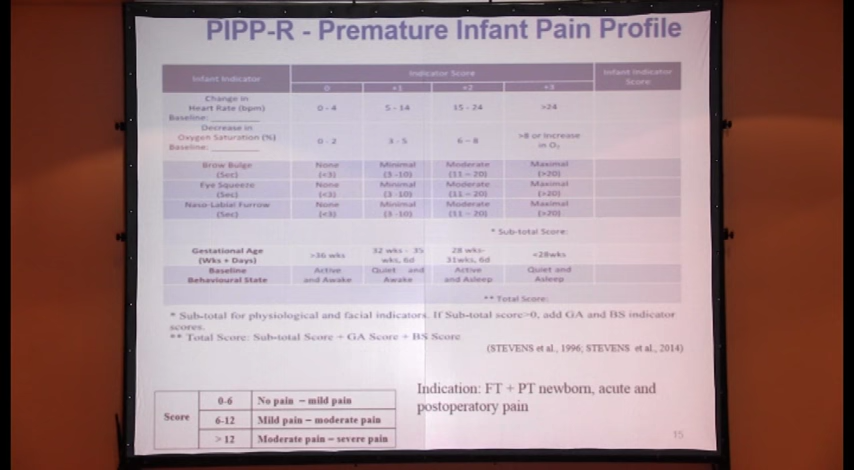 PIPP-R - Premature Infant Pain Profile
Infant Indicator
Indicator Score
Infant Indicator Score
0 +1 +2 +3
Change in Heart Rate (bpm) Baseline: 0 - 4 5 - 14 15 - 24 >24
Decrease in Oxygen Saturation (%) Baseline: 0 - 2 3 - 5 6 - 8 >8 or Increase in O₂
Brow Bulge (Sec) None (<3) Minimal (3 -10) Moderate (11 - 20) Maximal (>20)
Eye Squeeze (Sec) None (<3) Minimal (3 -10) Moderate (11 - 20) Maximal (>20)
Naso-Labial Furrow (Sec) None (<3) Minimal (3 -10) Moderate (11 - 20) Maximal (>20)
* Sub-total Score:
Gestational Age (Wks + Days) >36 wks 32 wks - 35 wks, 6d 28 wks- 31wks, 6d <28wks
Baseline Behavioural State Active and Awake Quiet and Awake Active and Asleep Quiet and Asleep
** Total Score:
* Sub-total for physiological and facial indicators. If Sub-total score>0, add GA and BS indicator
scores.
** Total Score: Sub-total Score + GA Score + BS Score
(STEVENS et al., 1996; STEVENS et al., 2014)
Score
0-6 No pain – mild pain
6-12 Mild pain – moderate pain
> 12 Moderate pain – severe pain
Indication: FT + PT newborn, acute and
postoperatory pain
15